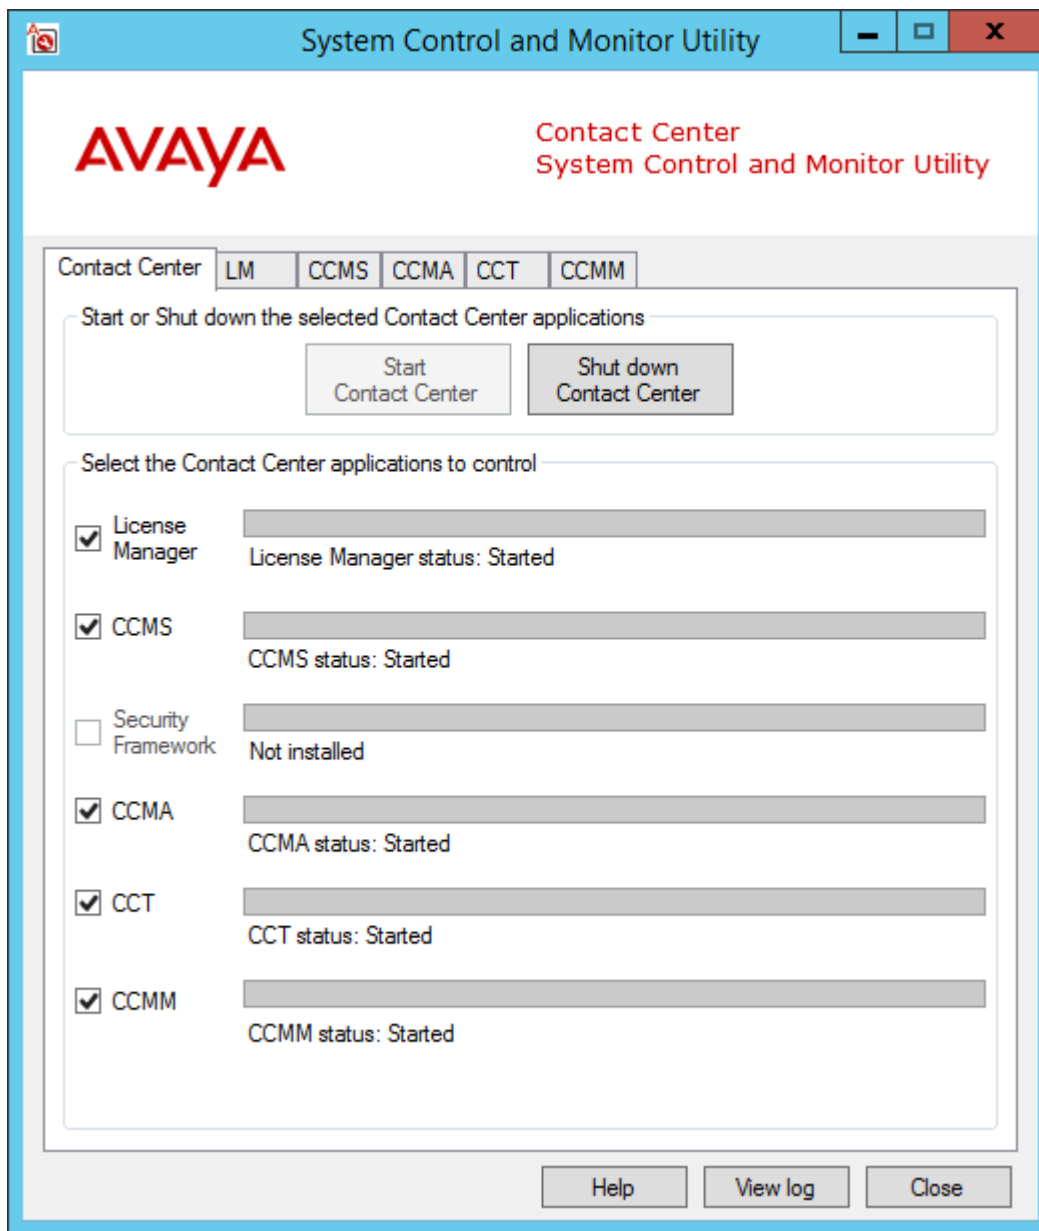 System Control and Monitor Utility
AVAYA
Contact Center
System Control and Monitor Utility
Contact Center
LM
CCMS
CCMA
CCT
CCMM
Start or Shut down the selected Contact Center applications
Start
Contact Center
Shut down
Contact Center
Select the Contact Center applications to control
License
Manager
License Manager status: Started
CCMS
CCMS status: Started
Security
Framework
Not installed
CCMA
CCMA status: Started
CCT
CCT status: Started
CCMM
CCMM status: Started
Help
View log
Close